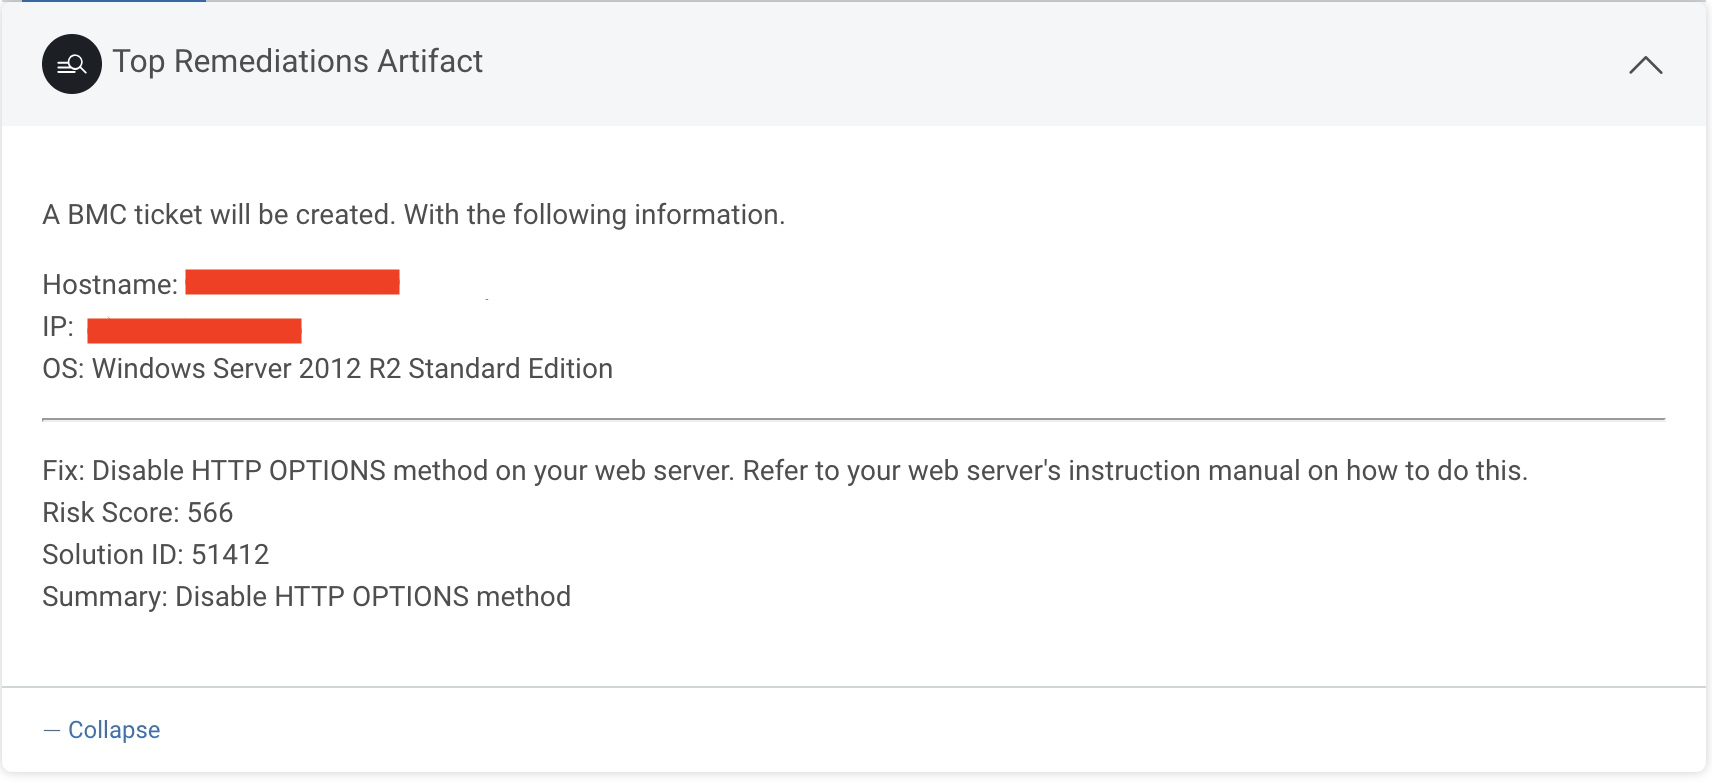 Top Remediations Artifact
A BMC ticket will be created. With the following information.
Hostname:
IP:
OS: Windows Server 2012 R2 Standard Edition
Fix: Disable HTTP OPTIONS method on your web server. Refer to your web server's instruction manual on how to do this.
Risk Score: 566
Solution ID: 51412
Summary: Disable HTTP OPTIONS method
— Collapse